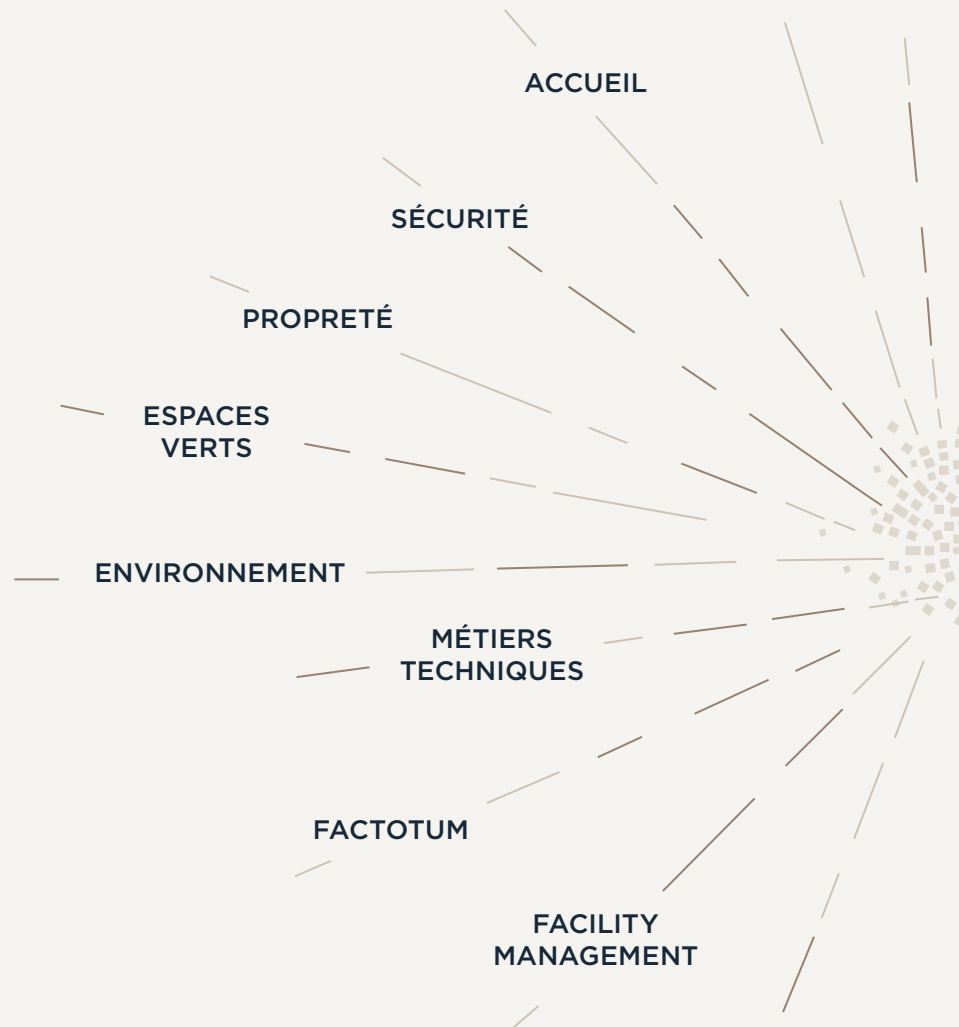 ACCUEIL
SÉCURITÉ
PROPRETÉ
ESPACES
VERTS
ENVIRONNEMENT
MÉTIERS
TECHNIQUES
FACTOTUM
FACILITY
MANAGEMENT